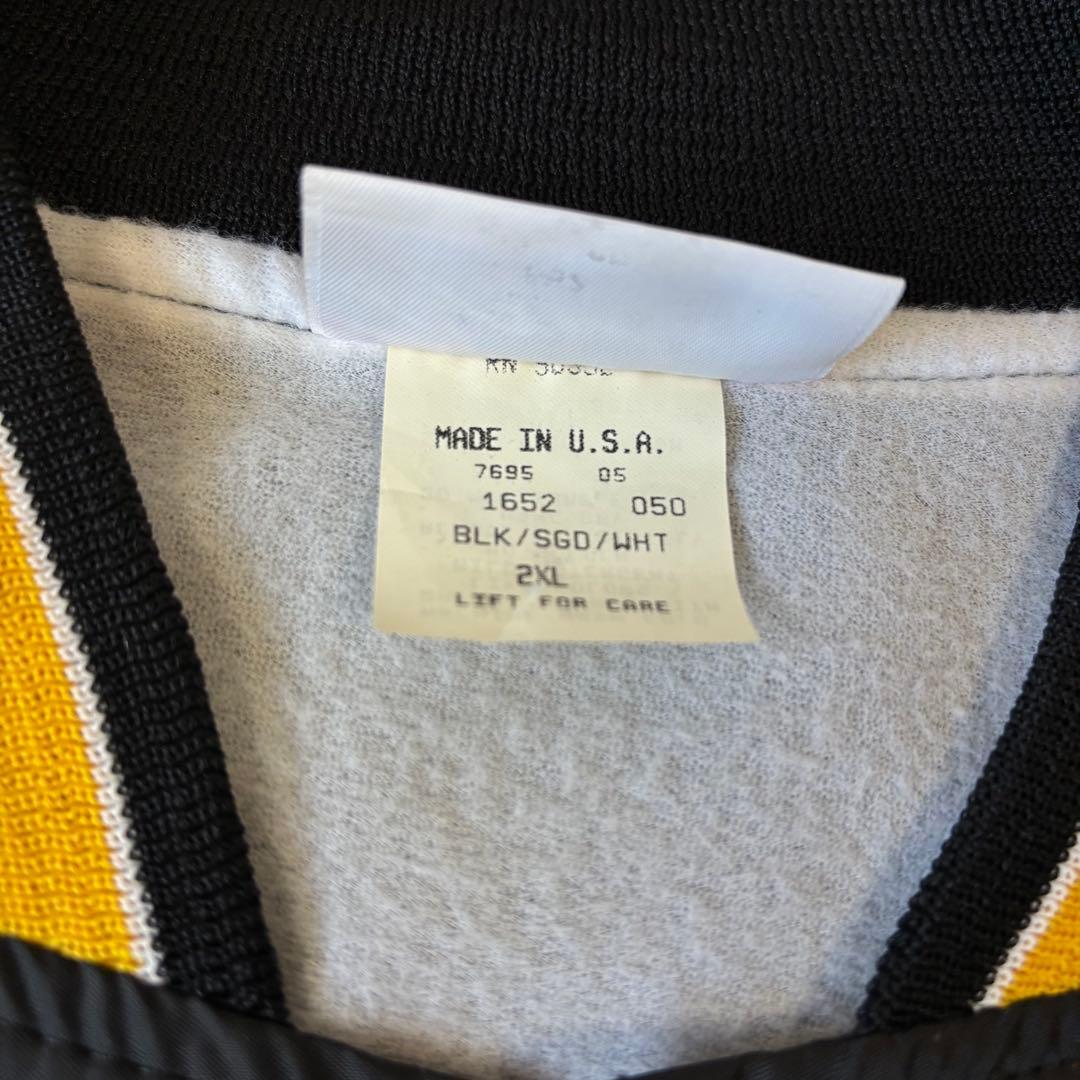 MADE IN U.S.A.
7695 05
1652 050
BLK/SGD/WHT
2XL
LIFT FOR CARE